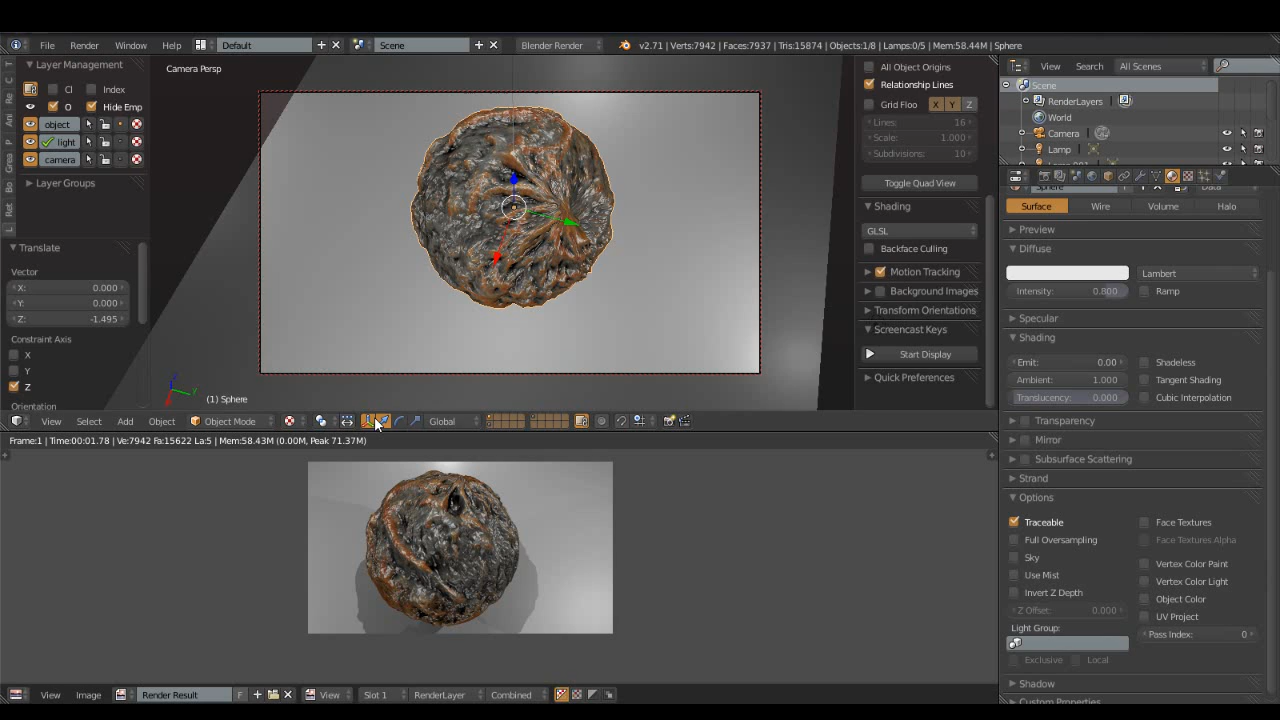 File Render Window Help Default Scene Blender Render v2.71 | Verts:7942 | Faces:7937 | Tris:15874 | Objects:1/8 | Lamps:0/5 | Mem:58.44M | Sphere
Layer Management
Cl Index
O Hide Emp
object
light
camera
Layer Groups
Translate
Vector
X: 0.000
Y: 0.000
Z: -1.495
Constraint Axis
X
Y
Z
Orientation
Camera Persp
(1) Sphere
All Object Origins
Relationship Lines
Grid Floo X Y Z
Lines: 16
Scale: 1.000
Subdivisions: 10
Toggle Quad View
Shading
GLSL
Backface Culling
Motion Tracking
Background Images
Transform Orientations
Screencast Keys
Start Display
Quick Preferences
View Select Add Object Object Mode Global
Frame:1 | Time:00:01.78 | Ve:7942 Fa:15622 La:5 | Mem:58.43M (0.00M, Peak 71.37M)
View Image Render Result F View Slot 1 RenderLayer Combined
View Search All Scenes
Scene
RenderLayers
World
Camera
Lamp
Surface Wire Volume Halo
Preview
Diffuse
Lambert
Intensity: 0.800 Ramp
Specular
Shading
Emit: 0.00 Shadeless
Ambient: 1.000 Tangent Shading
Translucency: 0.000 Cubic Interpolation
Transparency
Mirror
Subsurface Scattering
Strand
Options
Traceable Face Textures
Full Oversampling Face Textures Alpha
Sky Vertex Color Paint
Use Mist Vertex Color Light
Invert Z Depth Object Color
Z Offset: 0.000 UV Project
Light Group: Pass Index: 0
Exclusive Local
Shadow
Custom Properties